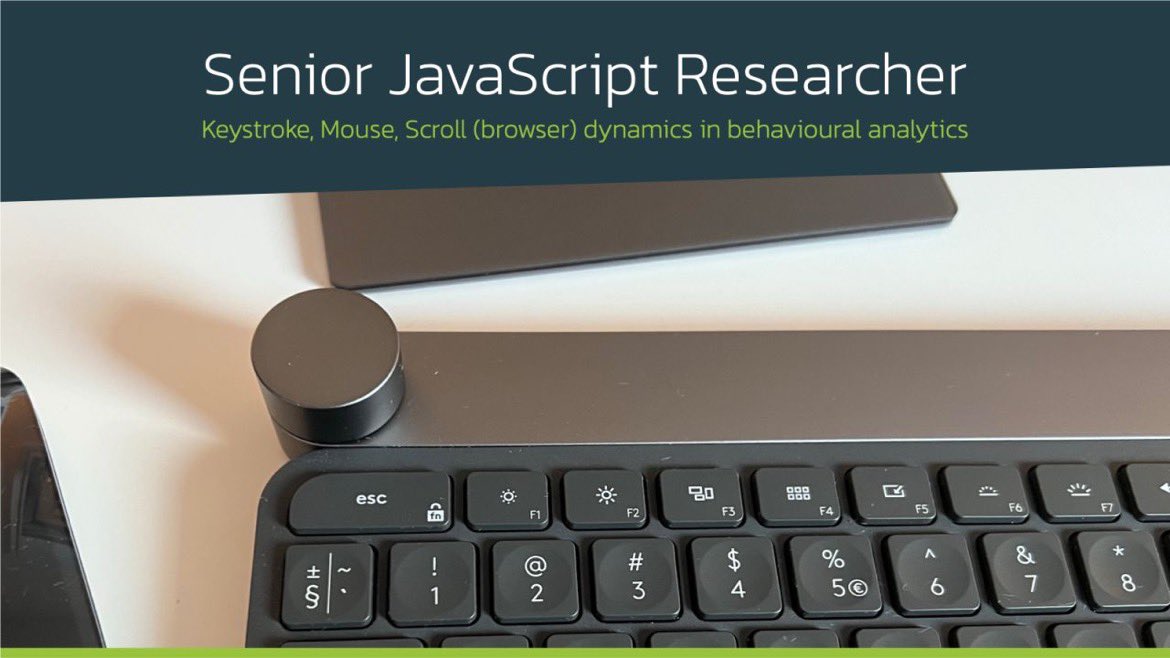 Senior JavaScript Researcher
Keystroke, Mouse, Scroll (browser) dynamics in behavioural analytics
esc fn F1 F2 F3 F4 F5 F6 F7
± ~ ! @ # $ % ^ & *
§ ` 1 2 3 4 5€ 6 7 8